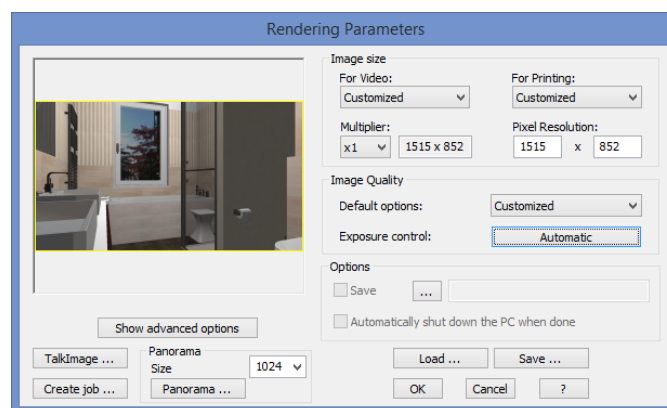 Rendering Parameters
Image size
For Video:
For Printing:
Customized
Customized
Multiplier:
Pixel Resolution:
x1
1515 x 852
1515 x 852
Image Quality
Default options:
Customized
Exposure control:
Automatic
Options
Save
...
Automatically shut down the PC when done
Show advanced options
TalkImage ...
Panorama
Size
1024
Load ...
Save ...
Create job ...
Panorama ...
OK
Cancel
?